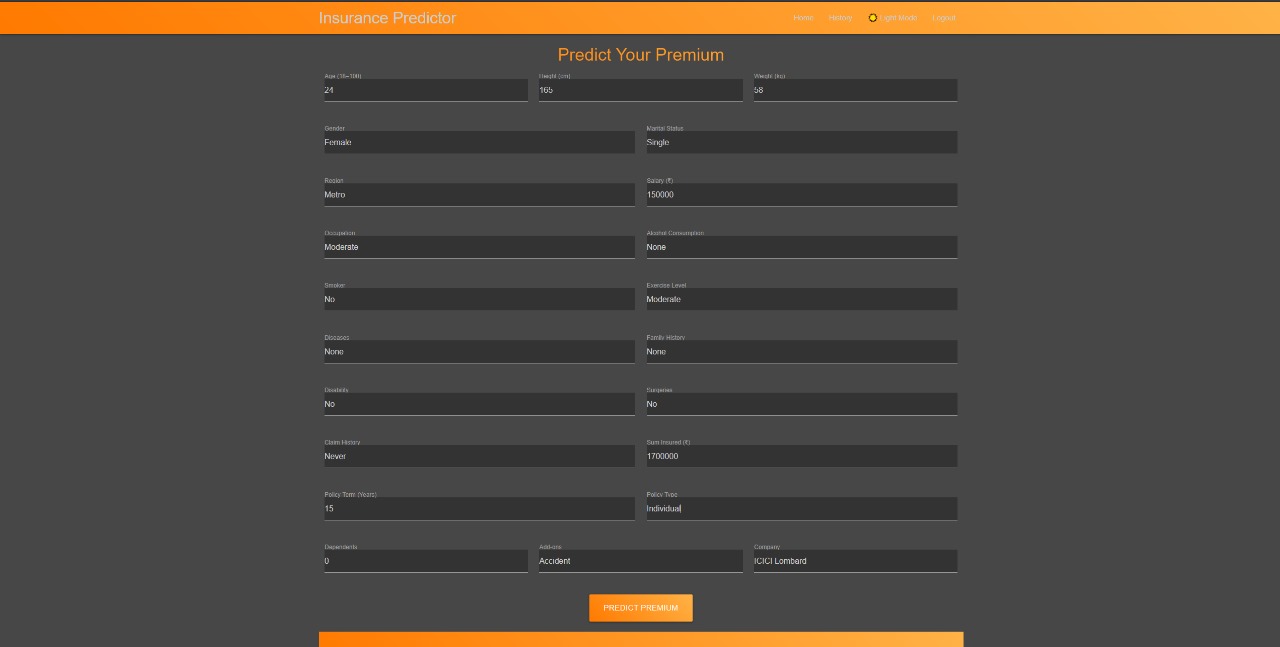 Insurance Predictor Home History Light Mode Logout
Predict Your Premium
Age (18–100) Height (cm) Weight (kg)
24 165 58
Gender Marital Status
Female Single
Region Salary (₹)
Metro 150000
Occupation Alcohol Consumption
Moderate None
Smoker Exercise Level
No Moderate
Diseases Family History
None None
Disability Surgeries
No No
Claim History Sum Insured (₹)
Never 1700000
Policy Term (Years) Policy Type
15 Individual
Dependents Add-ons Company
0 Accident ICICI Lombard
PREDICT PREMIUM